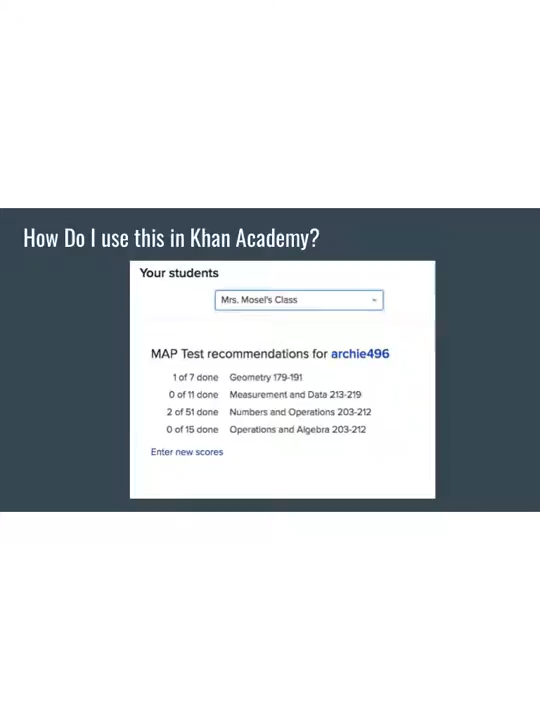 How Do I use this in Khan Academy?
Your students
Mrs. Mosel's Class
MAP Test recommendations for archie496
1 of 7 done Geometry 179-191
0 of 11 done Measurement and Data 213-219
2 of 51 done Numbers and Operations 203-212
0 of 15 done Operations and Algebra 203-212
Enter new scores